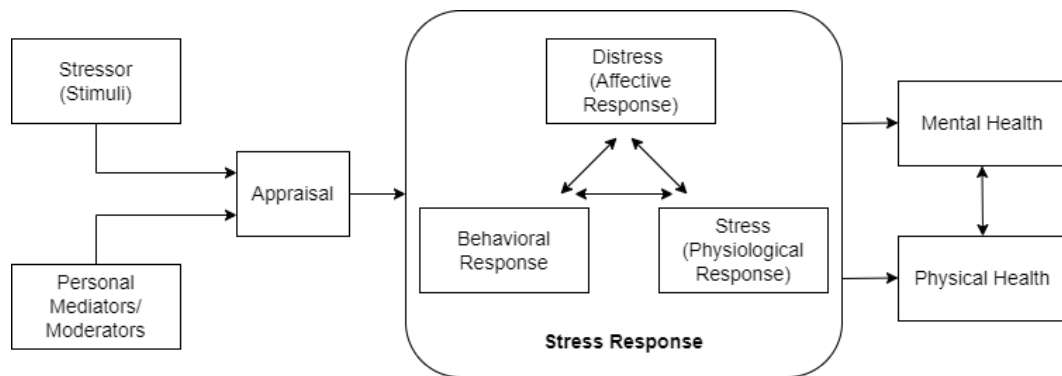 Stressor
(Stimuli)
Personal
Mediators/
Moderators
Appraisal
Distress
(Affective
Response)
Behavioral
Response
Stress
(Physiological
Response)
Stress Response
Mental Health
Physical Health